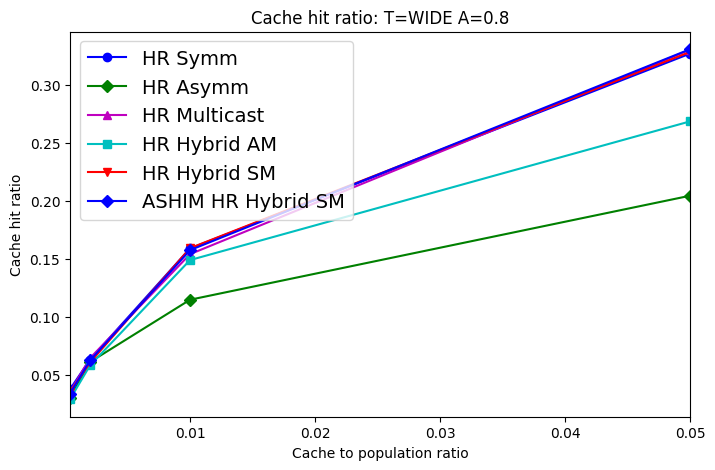 Cache hit ratio: T=WIDE A=0.8
HR Symm
HR Asymm
HR Multicast
HR Hybrid AM
HR Hybrid SM
ASHIM HR Hybrid SM
Cache hit ratio
0.30
0.25
0.20
0.15
0.10
0.05
0.01 0.02 0.03 0.04 0.05
Cache to population ratio